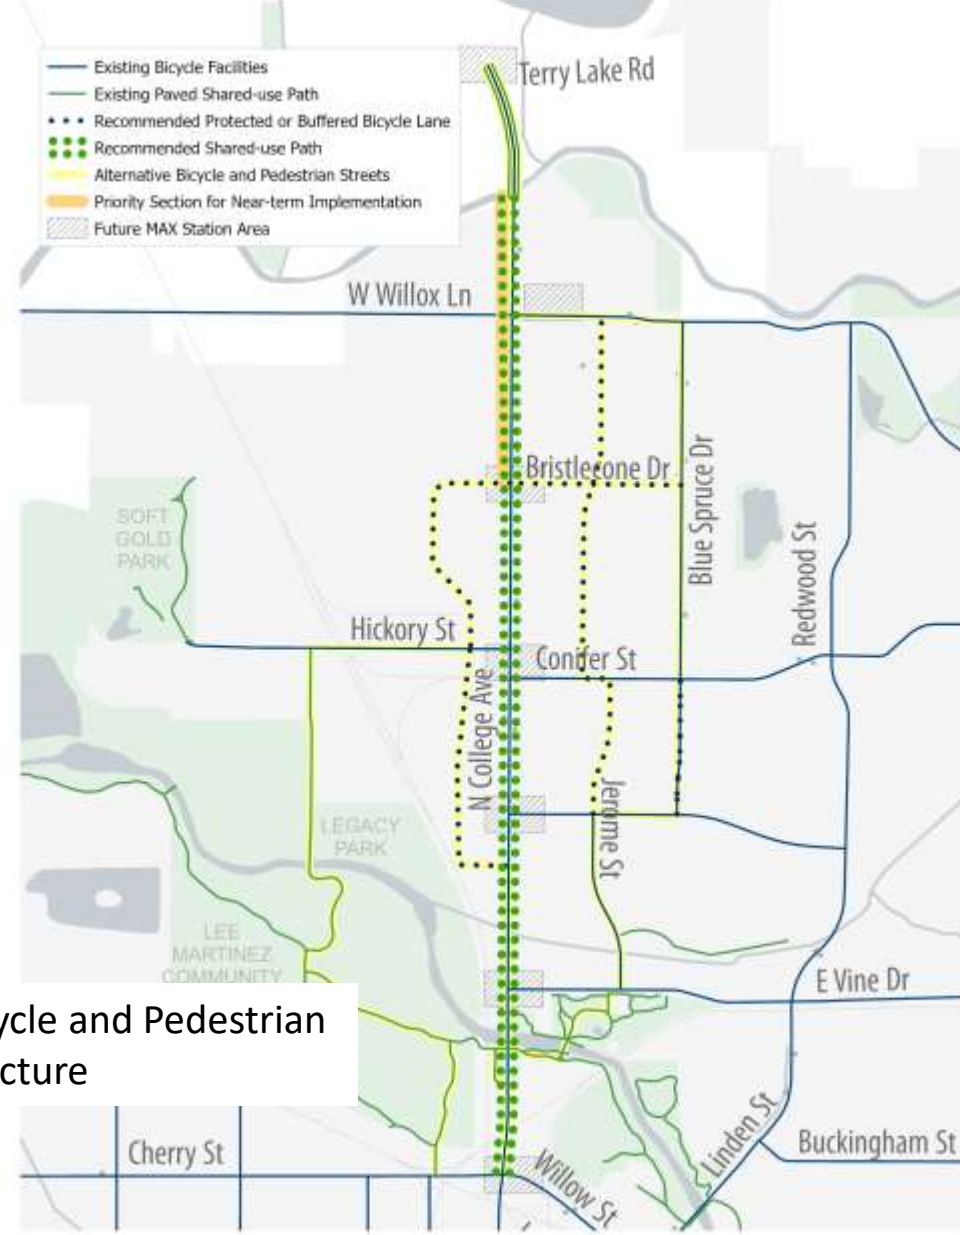 Terry Lake Rd
Existing Bicycle Facilities
Existing Paved Shared-use Path
Recommended Protected or Buffered Bicycle Lane
Recommended Shared-use Path
Alternative Bicycle and Pedestrian Streets
Priority Section for Near-term Implementation
Future MAX Station Area
W Willox Ln
Bristlecone Dr
Blue Spruce Dr
SOFT
GOLD
PARK
Redwood St
Hickory St
Conifer St
N College Ave
Jerome St
LEGACY
PARK
LEE
MARTINEZ
COMMUNITY
E Vine Dr
ycle and Pedestrian
cture
Cherry St
Willow St
Linden St
Buckingham St